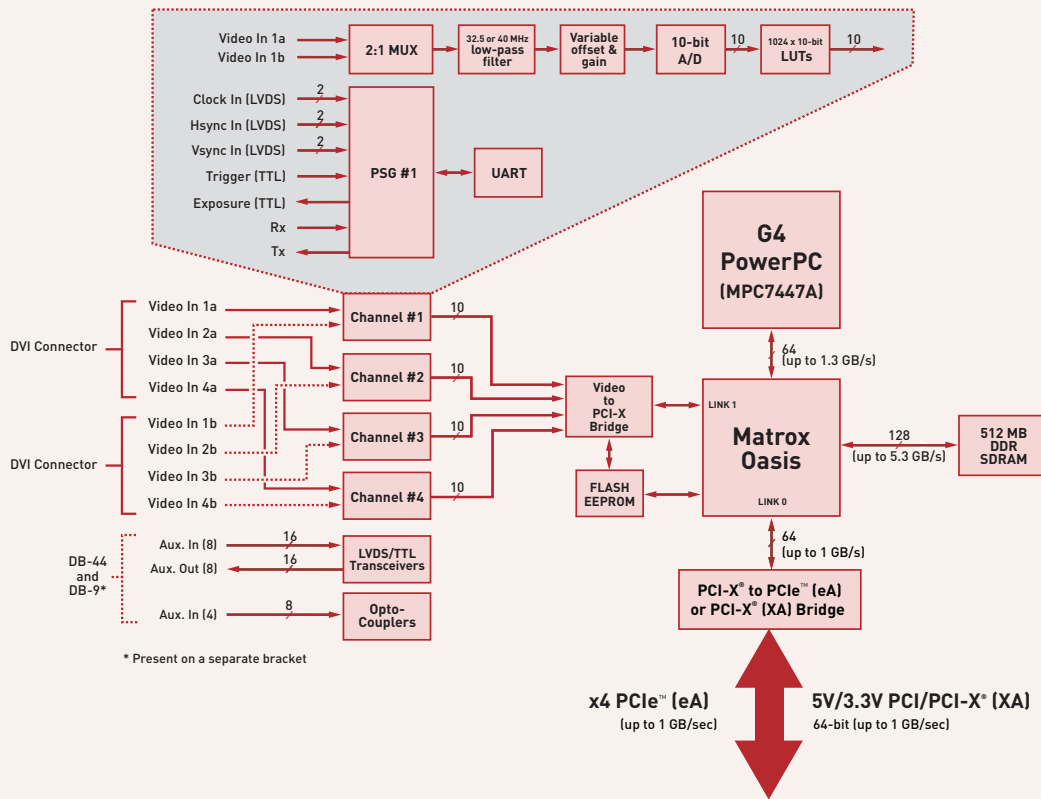 Video In 1a
Video In 1b
2:1 MUX
32.5 or 40 MHz
low-pass
filter
Variable
offset &
gain
10-bit
A/D
10
1024 x 10-bit
LUTs
10
Clock In (LVDS)
2
Hsync In (LVDS)
2
Vsync In (LVDS)
2
Trigger (TTL)
Exposure (TTL)
Rx
Tx
PSG #1
UART
G4
PowerPC
(MPC7447A)
64
(up to 1.3 GB/s)
DVI Connector
Video In 1a
Video In 2a
Video In 3a
Video In 4a
DVI Connector
Video In 1b
Video In 2b
Video In 3b
Video In 4b
Channel #1
10
Channel #2
10
Channel #3
10
Channel #4
10
Video
to
PCI-X
Bridge
FLASH
EEPROM
LINK 1
Matrox
Oasis
LINK 0
128
(up to 5.3 GB/s)
512 MB
DDR
SDRAM
64
(up to 1 GB/s)
DB-44
and
DB-9*
Aux. In (8)
16
Aux. Out (8)
16
LVDS/TTL
Transceivers
Aux. In (4)
8
Opto-
Couplers
* Present on a separate bracket
PCI-X® to PCIe™ (eA)
or PCI-X® (XA) Bridge
x4 PCIe™ (eA)
(up to 1 GB/sec)
5V/3.3V PCI/PCI-X® (XA)
64-bit (up to 1 GB/sec)